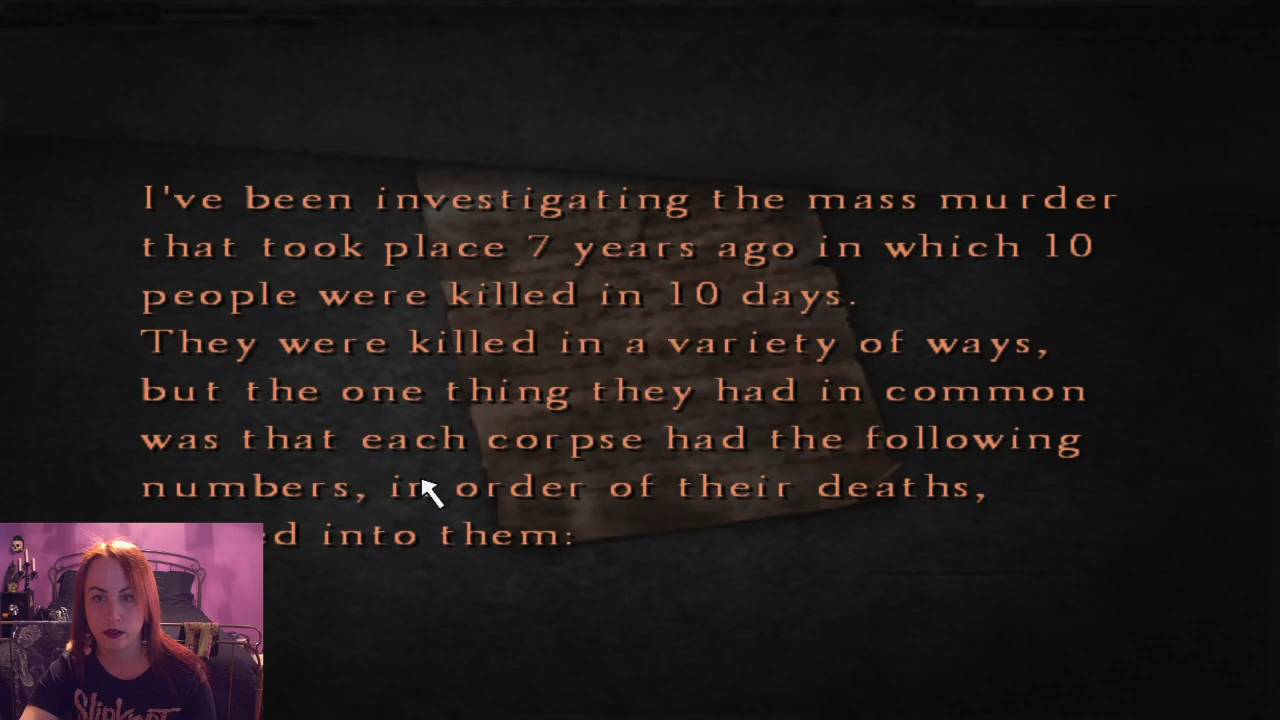 I've been investigating the mass murder
that took place 7 years ago in which 10
people were killed in 10 days.
They were killed in a variety of ways,
but the one thing they had in common
was that each corpse had the following
numbers, in order of their deaths,
ed into them:
Slipknot